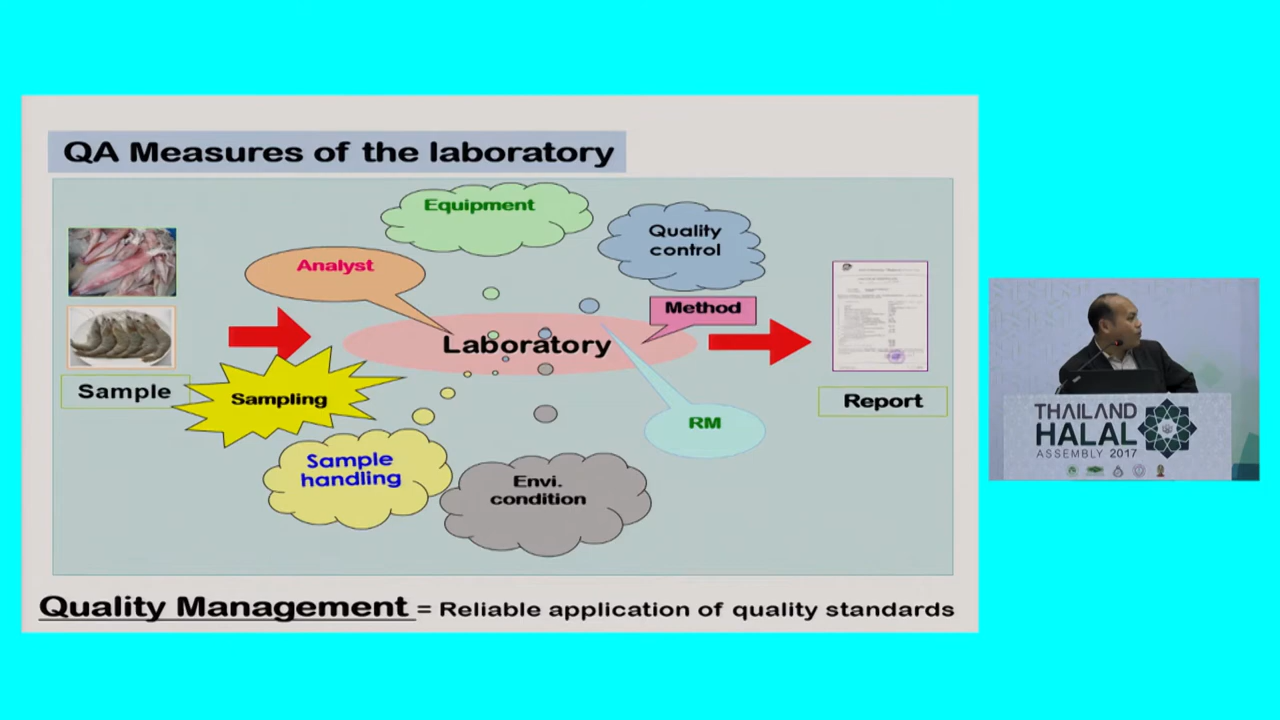 QA Measures of the laboratory
Equipment
Quality
control
Analyst
Method
Laboratory
Sample
Sampling
Report
RM
Sample
handling
Envi.
condition
Quality Management = Reliable application of quality standards
THAILAND
HALAL
ASSEMBLY 2017